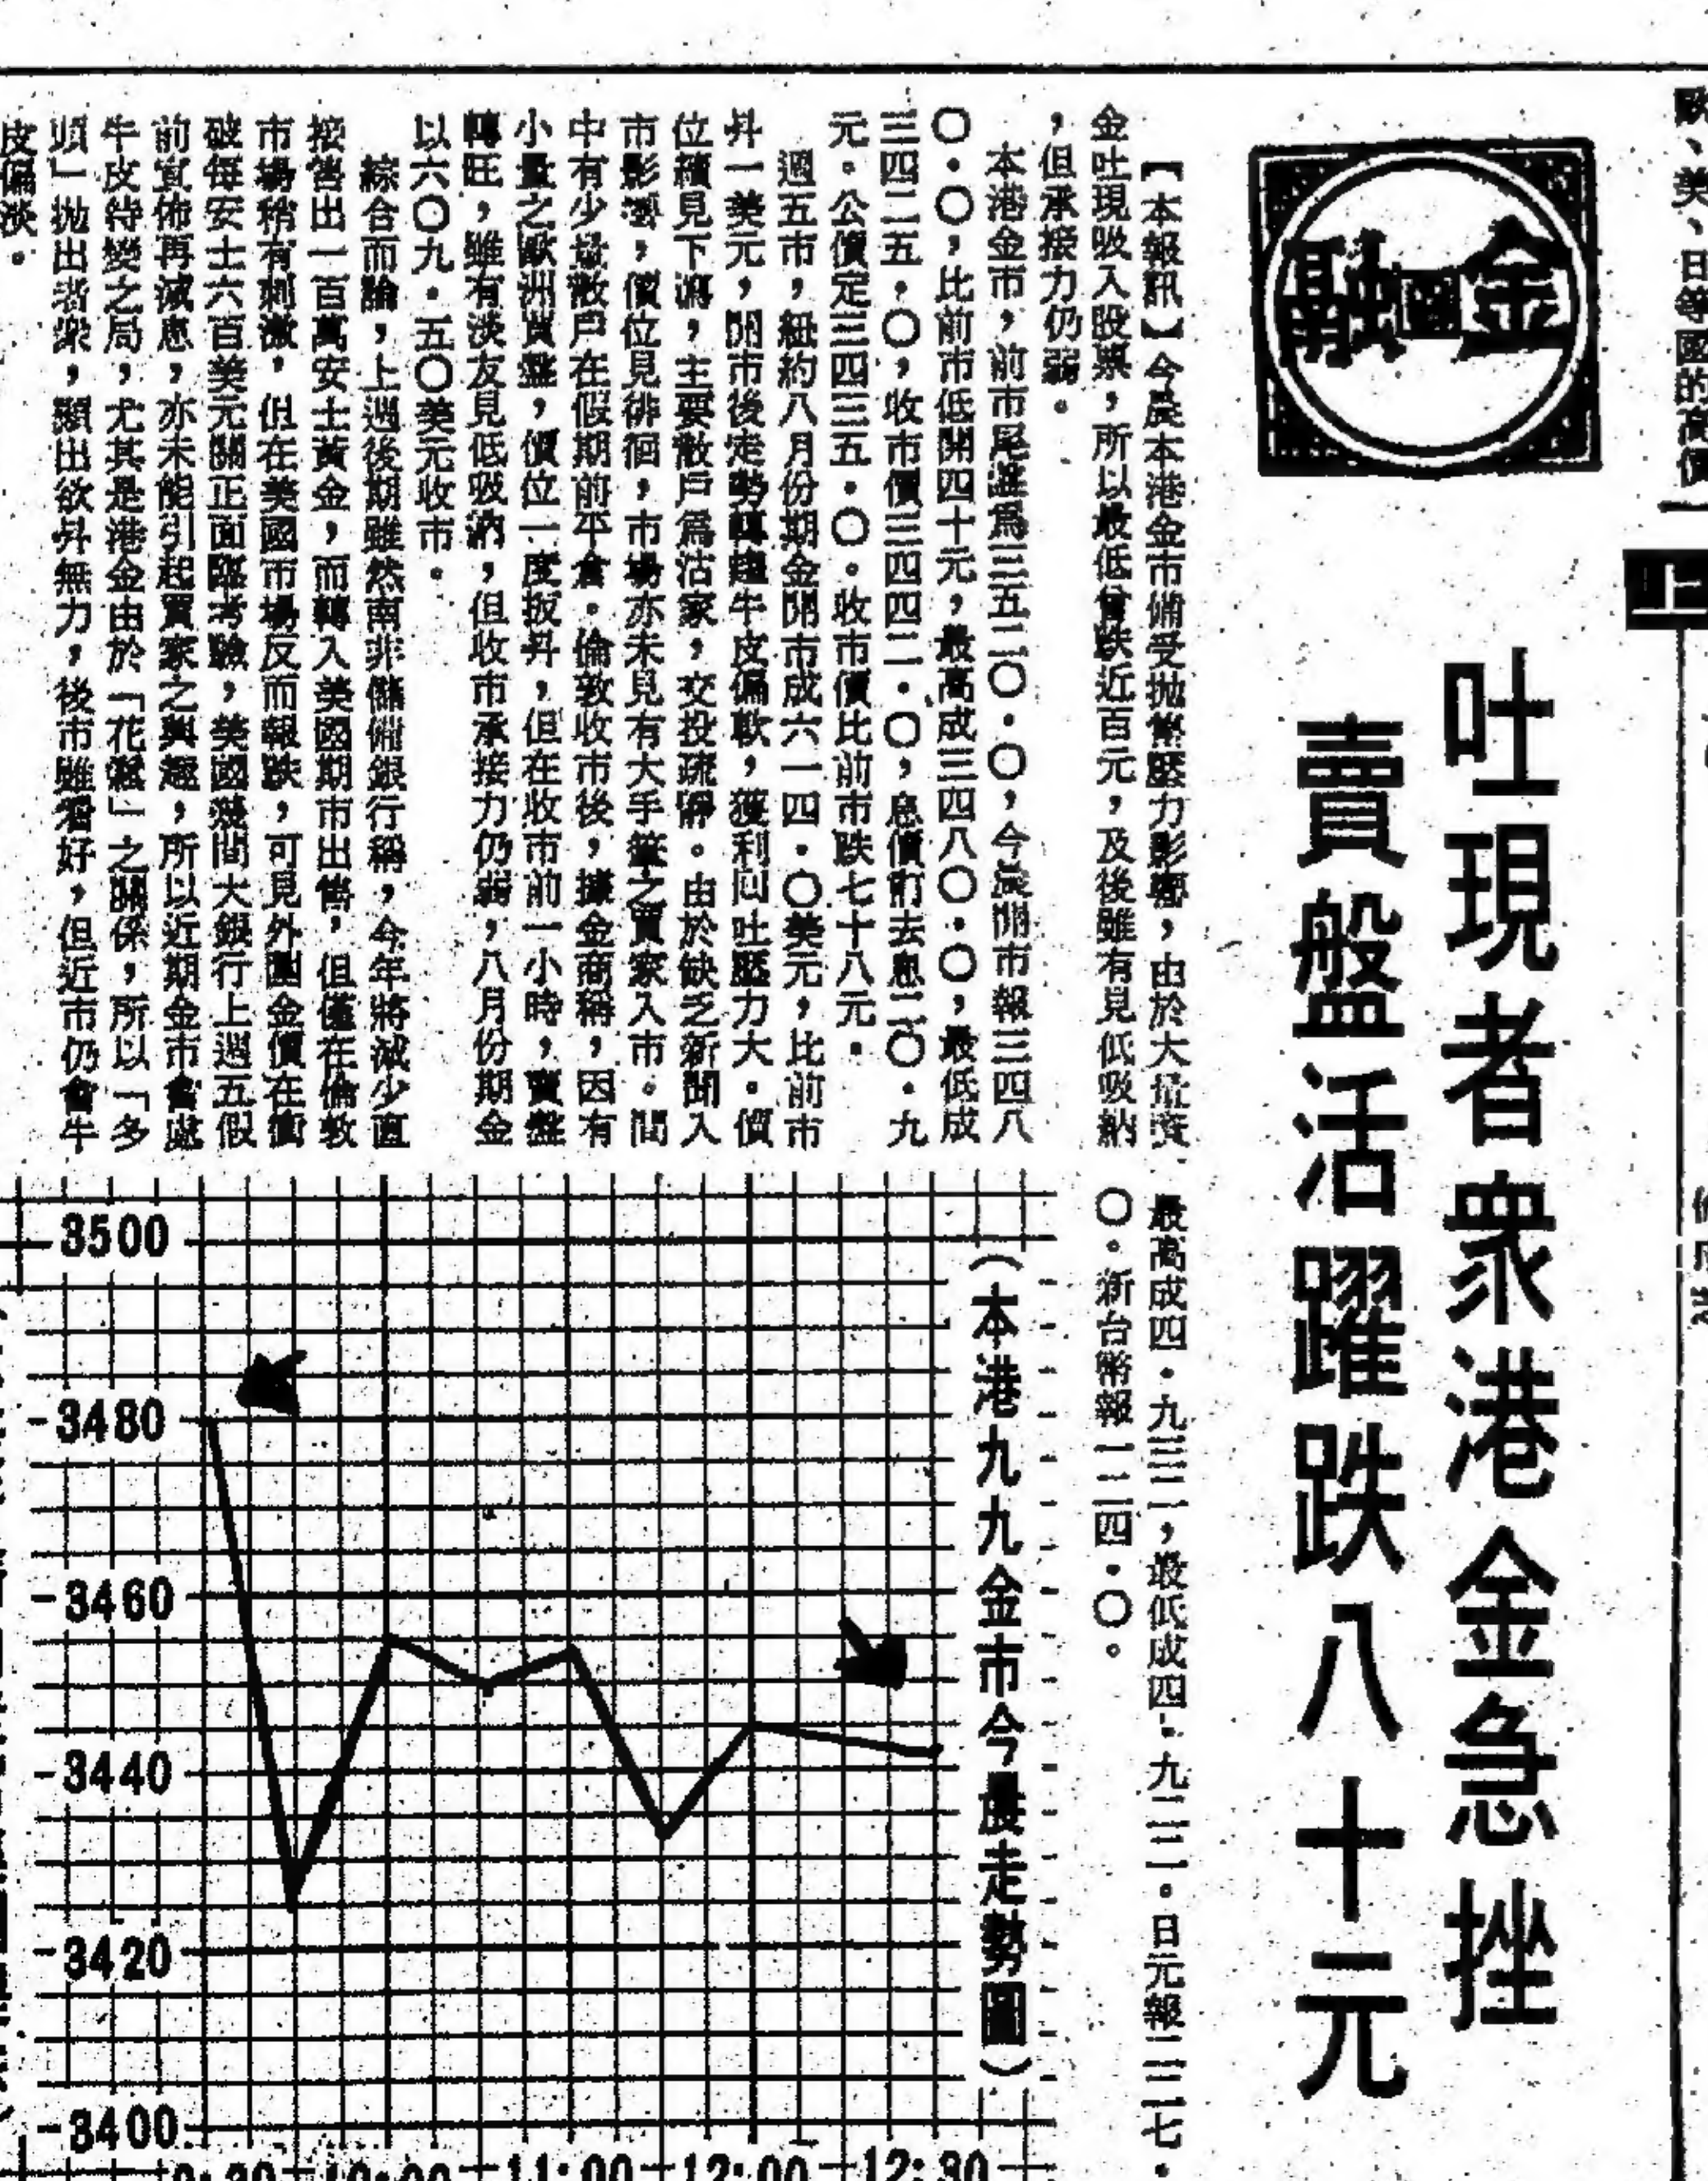 歐、美、日等國的高價
上
金融圈
吐現者衆港金急挫
賣盤活躍跌八十元
【本報訊】今晨本港金市備受拋售壓力影響,由於大量資
金吐現吸入股票,所以最低曾跌近百元,及後雖有見低吸納
,但承接力仍弱。
本港金市,前市尾進為三五二〇.〇,今晨開市報三四八
〇.〇,比前市低開四十元,最高成三四八〇.〇,最低成
三四二五.〇,收市價三四四二.〇,息價前去息二〇.九
元。公價定三四三五.〇。收市價比前市跌七十八元。
週五市,紐約八月份期金開市成六一四.〇美元,比前市
升一美元,開市後走勢轉趨牛皮偏軟,獲利回吐壓力大。價
位續見下瀉,主要散戶爲沽家,交投疏靜。由於缺乏新聞入
市影響,價位見徘徊,市場亦未見有大手筆之買家入市。間
中有少量散戶在假期前平倉。倫敦收市後,據金商稱,因有
小量之歐洲買盤,價位一度扳升,但在收市前一小時,賣盤
轉旺,雖有淡友見低吸納,但收市承接力仍弱,八月份期金
以六〇九.五〇美元收市。
綜合而論,上週後期雖然南非儲備銀行稱,今年將減少直
接售出一百萬安士黃金,而轉入美國期市出售,但僅在倫敦
市場稍有刺激,但在美國市場反而報跌,可見外圍金價在衝
破每安士六百美元關正面臨考驗,美國幾間大銀行上週五假
前宣佈再減息,亦未能引起買家之興趣,所以近期金市會處
牛皮待變之局,尤其是港金由於「花」之關係,所以「多
頭」拋出者衆,顯出欲升無力,後市雖看好,但近市仍會牛
皮偏淡。
最高成四.九三二,最低成四.九二二。日元報二二七.
〇。新台幣報一二四.〇。
(本港九九金市今晨走勢圖)
3500
3480
3460
3440
3420
3400
9:30 10:00 11:00 12:00 12:30